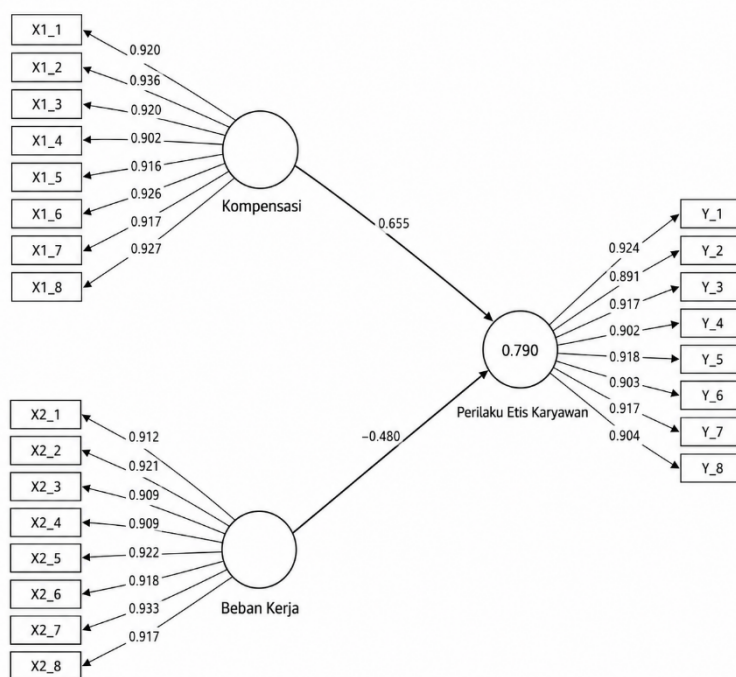 X1_1
X1_2
X1_3
X1_4
X1_5
X1_6
X1_7
X1_8
0.920
0.936
0.920
0.902
0.916
0.926
0.917
0.927
Kompensasi
0.655
X2_1
X2_2
X2_3
X2_4
X2_5
X2_6
X2_7
X2_8
0.912
0.921
0.909
0.909
0.922
0.918
0.933
0.917
Beban Kerja
−0.480
0.790
Perilaku Etis Karyawan
0.924
0.891
0.917
0.902
0.918
0.903
0.917
0.904
Y_1
Y_2
Y_3
Y_4
Y_5
Y_6
Y_7
Y_8